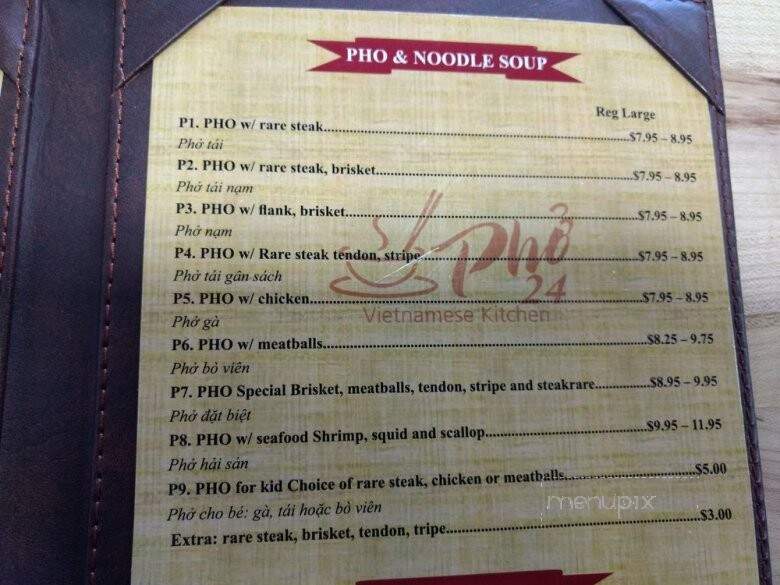 PHO & NOODLE SOUP
Reg Large
P1. PHO w/ rare steak....................$7.95 – 8.95
Phở tái
P2. PHO w/ rare steak, brisket....................$7.95 – 8.95
Phở tái nạm
P3. PHO w/ flank, brisket....................$7.95 – 8.95
Phở nạm
P4. PHO w/ Rare steak tendon, stripe....................$7.95 – 8.95
Phở tái gân sách
P5. PHO w/ chicken....................$7.95 – 8.95
Phở gà
P6. PHO w/ meatballs....................$8.25 – 9.75
Phở bò viên
P7. PHO Special Brisket, meatballs, tendon, stripe and steakrare....................$8.95 – 9.95
Phở đặt biệt
P8. PHO w/ seafood Shrimp, squid and scallop....................$9.95 – 11.95
Phở hải sản
P9. PHO for kid Choice of rare steak, chicken or meatballs....................$5.00
Phở cho bé: gà, tái hoặc bò viên
Extra: rare steak, brisket, tendon, tripe....................$3.00
Phở
24
Vietnamese Kitchen
menupix